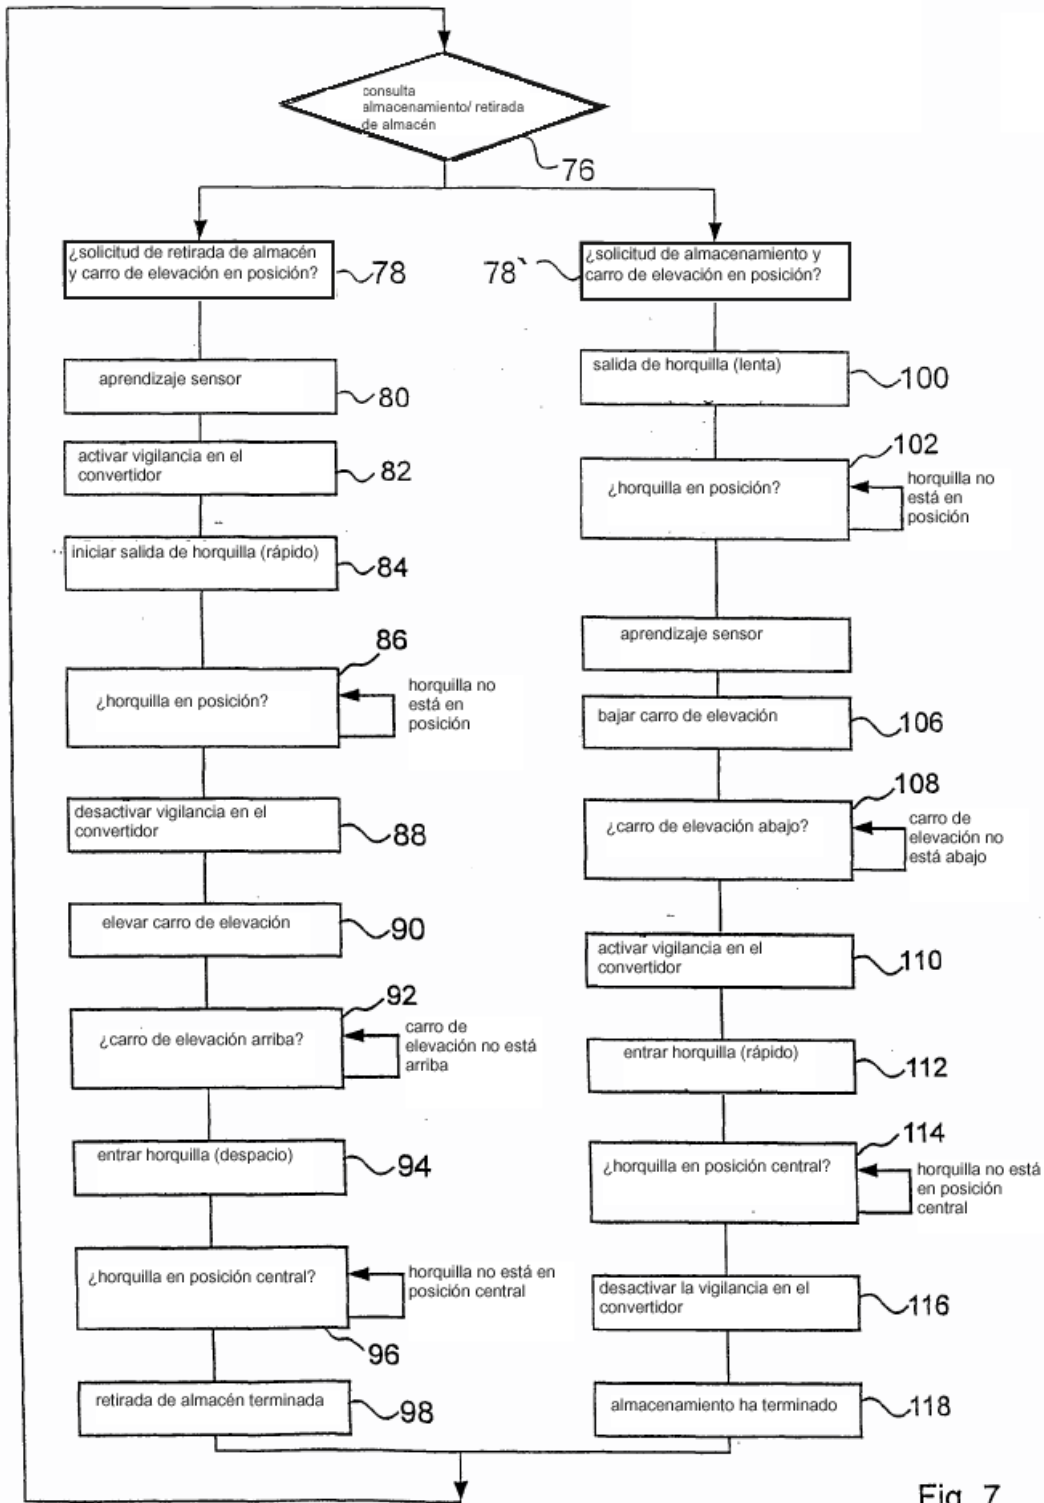 consulta
almacenamiento/ retirada
de almacén
76
¿solicitud de retirada de almacén
y carro de elevación en posición?
78
aprendizaje sensor
80
activar vigilancia en el
convertidor
82
iniciar salida de horquilla (rápido)
84
86
¿horquilla en posición?
horquilla no
está en
posición
desactivar vigilancia en el
convertidor
88
elevar carro de elevación
90
92
¿carro de elevación arriba?
carro de
elevación no está
arriba
entrar horquilla (despacio)
94
¿horquilla en posición central?
horquilla no está en
posición central
96
retirada de almacén terminada
98
78`
¿solicitud de almacenamiento y
carro de elevación en posición?
salida de horquilla (lenta)
100
102
¿horquilla en posición?
horquilla no
está en
posición
aprendizaje sensor
bajar carro de elevación
106
108
¿carro de elevación abajo?
carro de
elevación no
está abajo
activar vigilancia en el
convertidor
110
entrar horquilla (rápido)
112
114
¿horquilla en posición central?
horquilla no está
en posición
central
desactivar la vigilancia en el
convertidor
116
almacenamiento ha terminado
118
Fig. 7